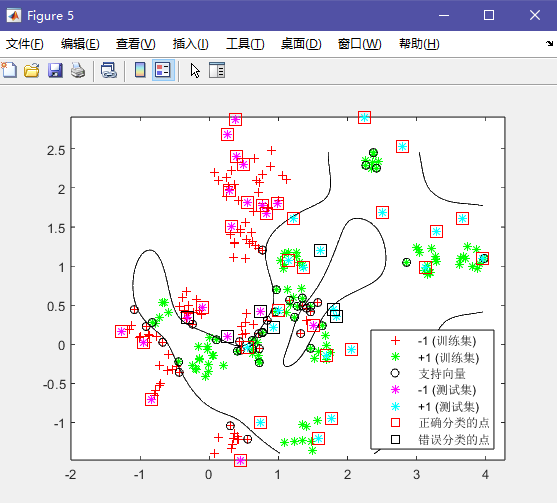 Figure 5
文件(F) 编辑(E) 查看(V) 插入(I) 工具(T) 桌面(D) 窗口(W) 帮助(H)
2.5
2
1.5
1
0.5
0
-0.5
-1
-2 -1 0 1 2 3 4
-1 (训练集)
+1 (训练集)
支持向量
-1 (测试集)
+1 (测试集)
正确分类的点
错误分类的点